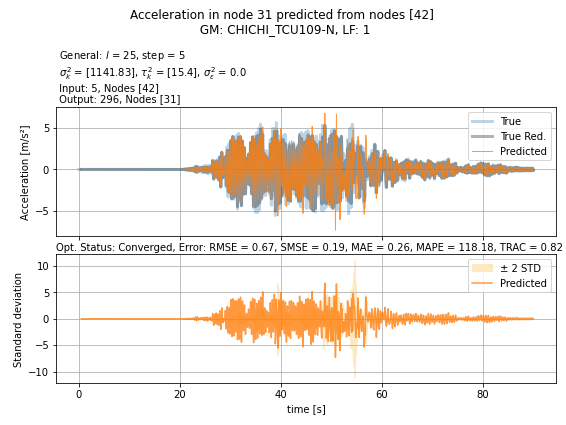 Acceleration in node 31 predicted from nodes [42]
GM: CHICHI_TCU109-N, LF: 1
General: l = 25, step = 5
σ²ₖ = [1141.83], τ²ₖ = [15.4], σ²ε = 0.0
Input: 5, Nodes [42]
Output: 296, Nodes [31]
Acceleration [m/s²]
5
0
−5
True
True Red.
Predicted
Opt. Status: Converged, Error: RMSE = 0.67, SMSE = 0.19, MAE = 0.26, MAPE = 118.18, TRAC = 0.82
Standard deviation
10
5
0
−5
−10
± 2 STD
Predicted
0 20 40 60 80
time [s]